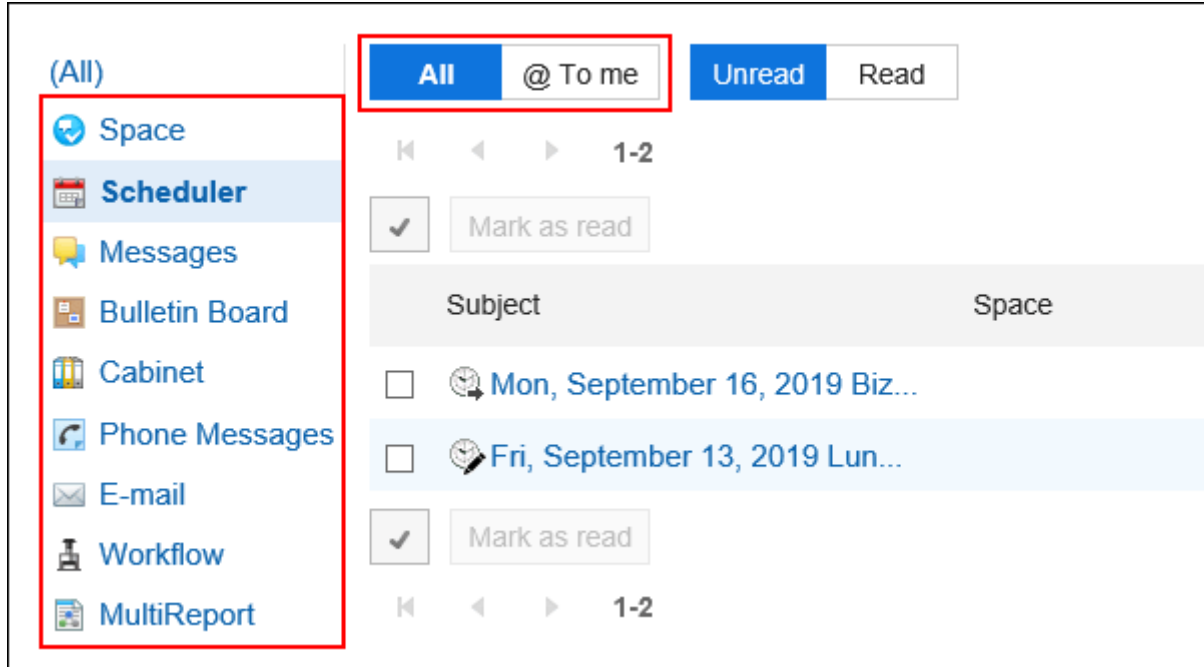 (All)
Space
Scheduler
Messages
Bulletin Board
Cabinet
Phone Messages
E-mail
Workflow
MultiReport
All @ To me Unread Read
1-2
Mark as read
Subject Space
Mon, September 16, 2019 Biz...
Fri, September 13, 2019 Lun...
Mark as read
1-2